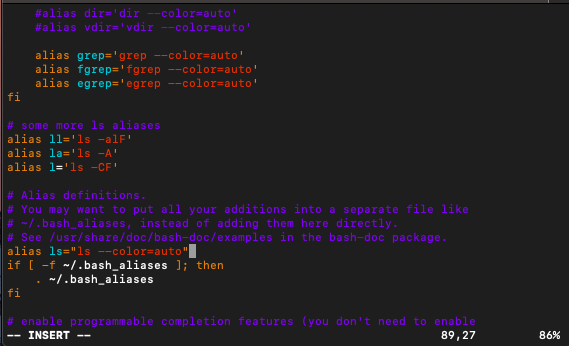 #alias dir='dir --color=auto'
#alias vdir='vdir --color=auto'
alias grep='grep --color=auto'
alias fgrep='fgrep --color=auto'
alias egrep='egrep --color=auto'
fi
# some more ls aliases
alias ll='ls -alF'
alias la='ls -A'
alias l='ls -CF'
# Alias definitions.
# You may want to put all your additions into a separate file like
# ~/.bash_aliases, instead of adding them here directly.
# See /usr/share/doc/bash-doc/examples in the bash-doc package.
alias ls="ls --color=auto"
if [ -f ~/.bash_aliases ]; then
. ~/.bash_aliases
fi
# enable programmable completion features (you don't need to enable
-- INSERT -- 89,27 86%